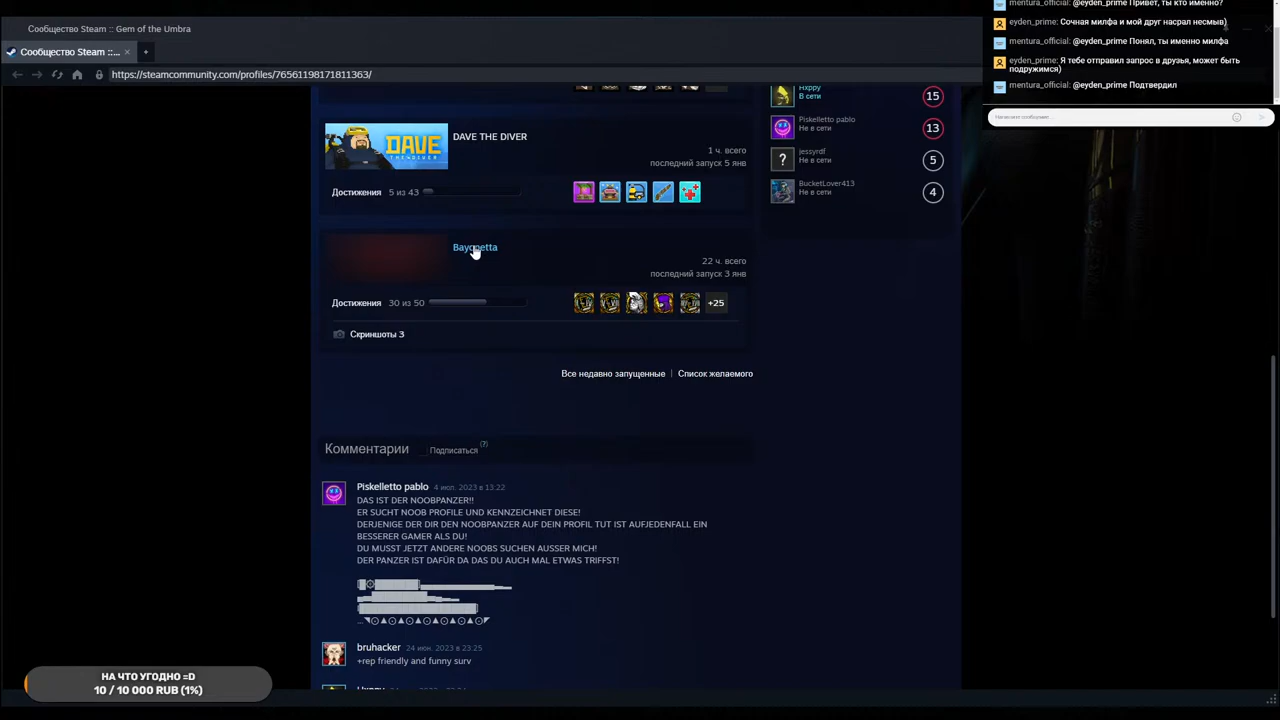 Сообщество Steam :: Gem of the Umbra
Сообщество Steam ::...
https://steamcommunity.com/profiles/76561198171811363/
mentura_official: @eyden_prime Привет, ты кто именно?
eyden_prime: Сочная милфа и мой друг насрал несмыв)
mentura_official: @eyden_prime Понял, ты именно милфа
eyden_prime: Я тебе отправил запрос в друзья, может быть
подружимся)
mentura_official: @eyden_prime Подтвердил
Hxppy
В сети
15
Piskelletto pablo
Не в сети
13
jessyrdf
Не в сети
5
BucketLover413
Не в сети
4
DAVE THE DIVER
DAVE
THE DIVER
1 ч. всего
последний запуск 5 янв
Достижения 5 из 43
Bayonetta
22 ч. всего
последний запуск 3 янв
Достижения 30 из 50
+25
Скриншоты 3
Все недавно запущенные | Список желаемого
Комментарии
Подписаться (?)
Piskelletto pablo 4 июл. 2023 в 13:22
DAS IST DER NOOBPANZER!!
ER SUCHT NOOB PROFILE UND KENNZEICHNET DIESE!
DERJENIGE DER DIR DEN NOOBPANZER AUF DEIN PROFIL TUT IST AUFJEDENFALL EIN
BESSERER GAMER ALS DU!
DU MUSST JETZT ANDERE NOOBS SUCHEN AUSSER MICH!
DER PANZER IST DAFÜR DA DAS DU AUCH MAL ETWAS TRIFFST!
bruhacker 24 июн. 2023 в 23:25
+rep friendly and funny surv
НА ЧТО УГОДНО =D
10 / 10 000 RUB (1%)